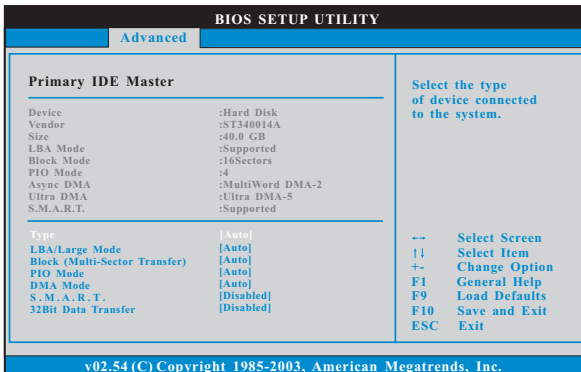 BIOS SETUP UTILITY
Advanced
Primary IDE Master
Device :Hard Disk
Vendor :ST340014A
Size :40.0 GB
LBA Mode :Supported
Block Mode :16Sectors
PIO Mode :4
Async DMA :MultiWord DMA-2
Ultra DMA :Ultra DMA-5
S.M.A.R.T. :Supported
Type [Auto]
LBA/Large Mode [Auto]
Block (Multi-Sector Transfer) [Auto]
PIO Mode [Auto]
DMA Mode [Auto]
S.M.A.R.T. [Disabled]
32Bit Data Transfer [Disabled]
Select the type
of device connected
to the system.
←→ Select Screen
↑↓ Select Item
+- Change Option
F1 General Help
F9 Load Defaults
F10 Save and Exit
ESC Exit
v02.54 (C) Copyright 1985-2003, American Megatrends, Inc.